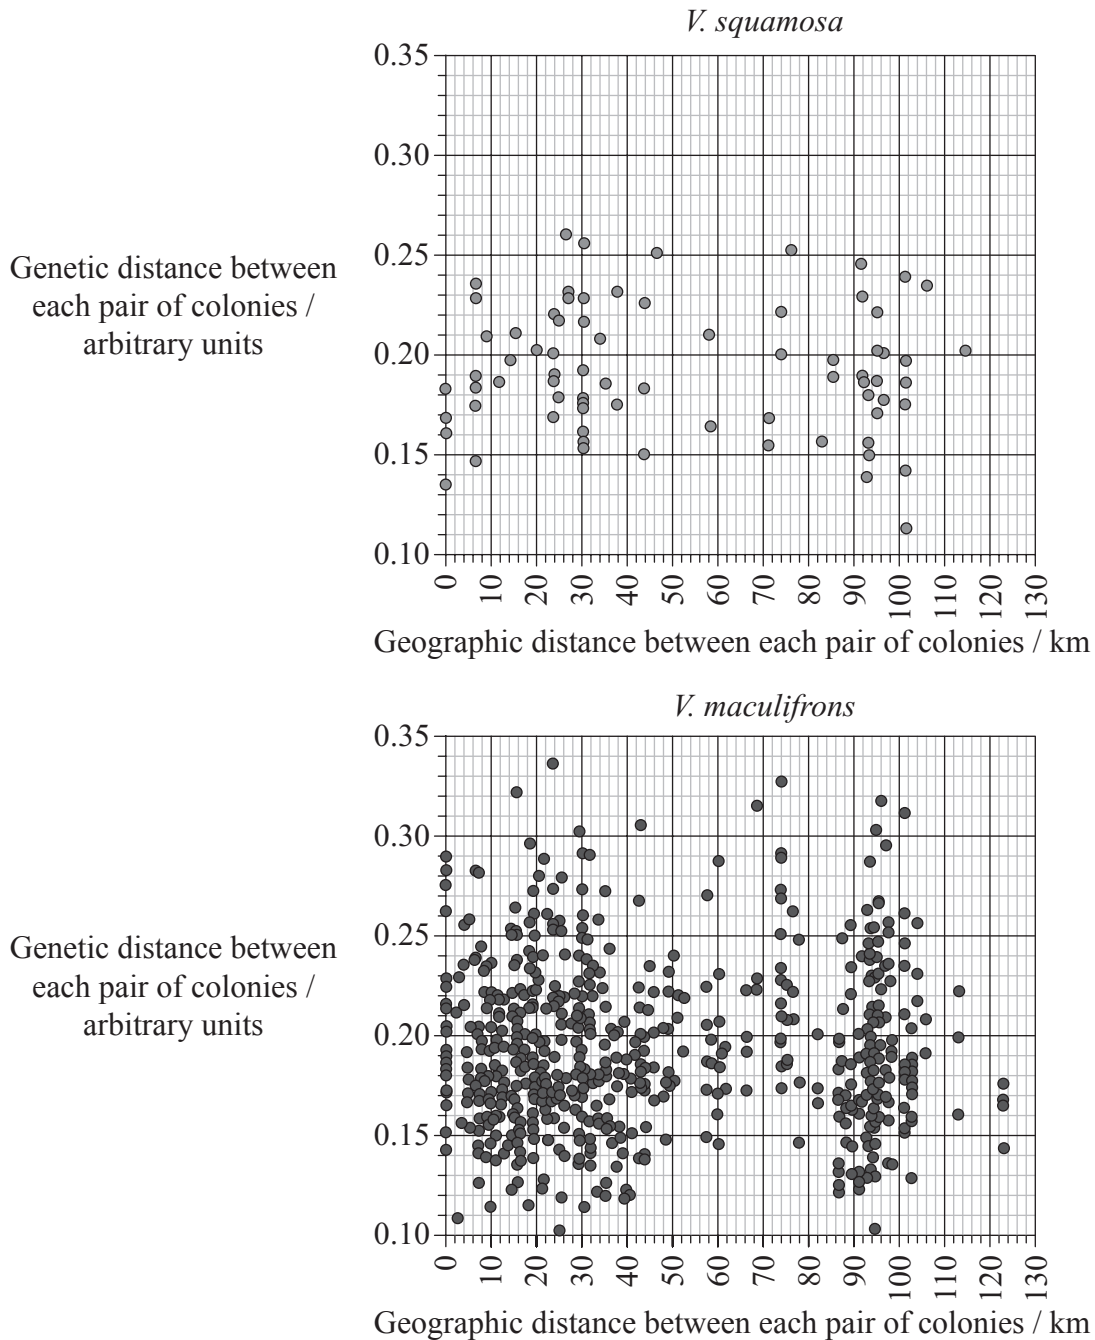 V. squamosa
0.35
0.30
0.25
0.20
0.15
0.10
Genetic distance between
each pair of colonies /
arbitrary units
0 10 20 30 40 50 60 70 80 90 100 110 120 130
Geographic distance between each pair of colonies / km
V. maculifrons
0.35
0.30
0.25
0.20
0.15
0.10
Genetic distance between
each pair of colonies /
arbitrary units
0 10 20 30 40 50 60 70 80 90 100 110 120 130
Geographic distance between each pair of colonies / km